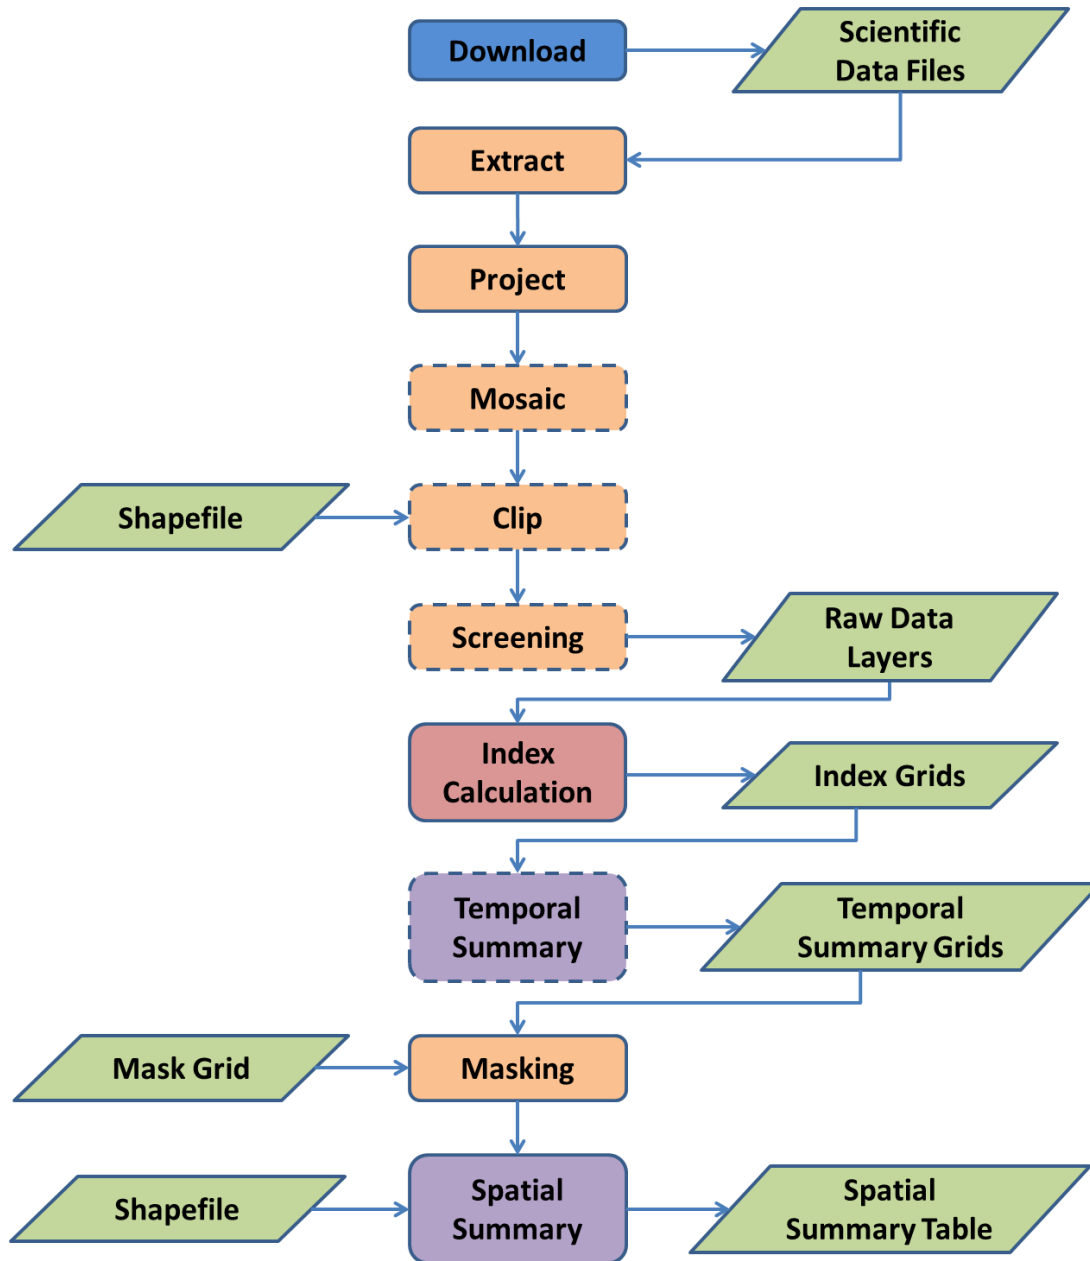 Download
Scientific
Data Files
Extract
Project
Mosaic
Shapefile
Clip
Screening
Raw Data
Layers
Index
Calculation
Index Grids
Temporal
Summary
Temporal
Summary Grids
Mask Grid
Masking
Shapefile
Spatial
Summary
Spatial
Summary Table